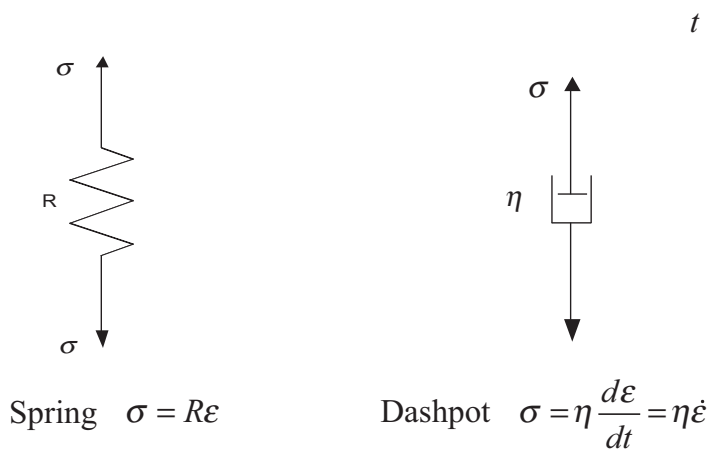 t
σ
σ
R
η
σ
Spring σ = Rε
Dashpot σ = η dε/dt = ηε̇